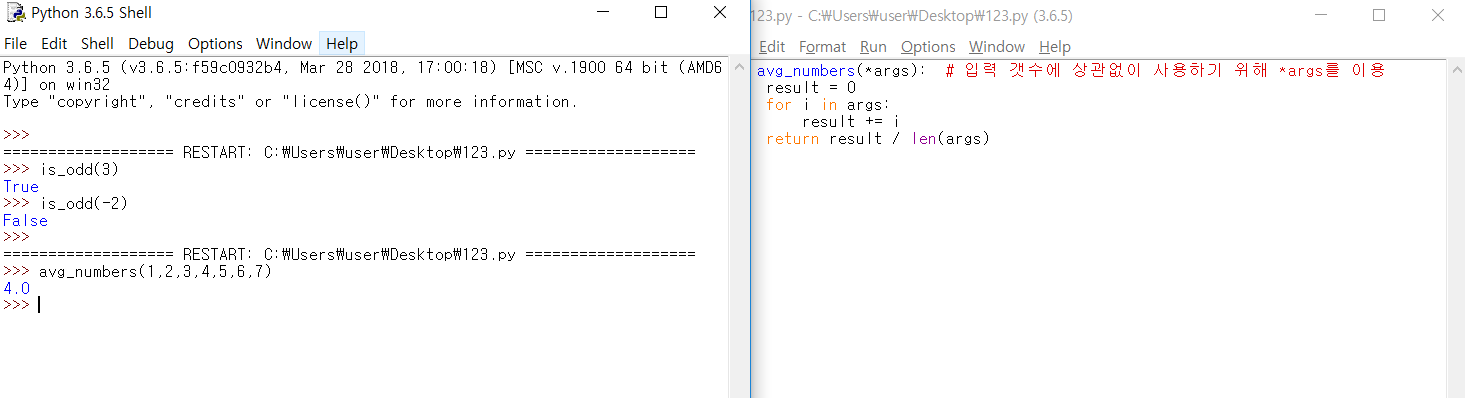 Python 3.6.5 Shell
File Edit Shell Debug Options Window Help
Python 3.6.5 (v3.6.5:f59c0932b4, Mar 28 2018, 17:00:18) [MSC v.1900 64 bit (AMD6
4)] on win32
Type "copyright", "credits" or "license()" for more information.
>>>
=================== RESTART: C:₩Users₩user₩Desktop₩123.py ===================
>>> is_odd(3)
True
>>> is_odd(-2)
False
>>>
=================== RESTART: C:₩Users₩user₩Desktop₩123.py ===================
>>> avg_numbers(1,2,3,4,5,6,7)
4.0
>>>
123.py - C:₩Users₩user₩Desktop₩123.py (3.6.5)
Edit Format Run Options Window Help
avg_numbers(*args):  # 입력 갯수에 상관없이 사용하기 위해 *args를 이용
result = 0
for i in args:
result += i
return result / len(args)